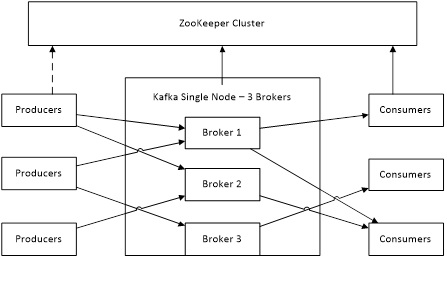 ZooKeeper Cluster
Kafka Single Node – 3 Brokers
Producers
Broker 1
Consumers
Producers
Broker 2
Consumers
Producers
Broker 3
Consumers